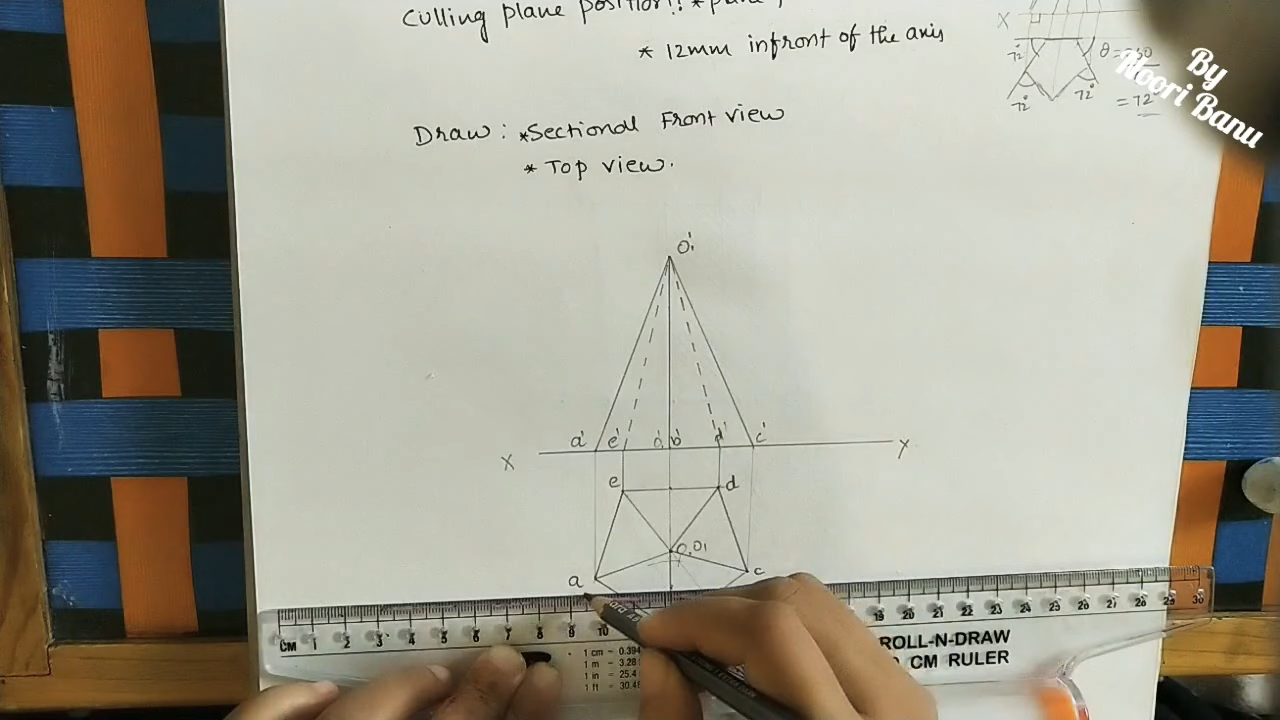 Culling plane position:
* 12mm infront of the axis
Draw: *Sectional Front view
* Top view.
X
θ = 360
72°
72°
72°
= 72°
By
Noori Banu
O'
a' e' b' d' c'
X Y
e d
a c
CM 1 2 3 4 5 6 7 8 9 10 19 20 21 22 23 24 25 26 27 28 29 30
ROLL-N-DRAW
CM RULER
1 cm = 0.394
1 m = 3.28
1 in = 25.4
1 ft = 30.48